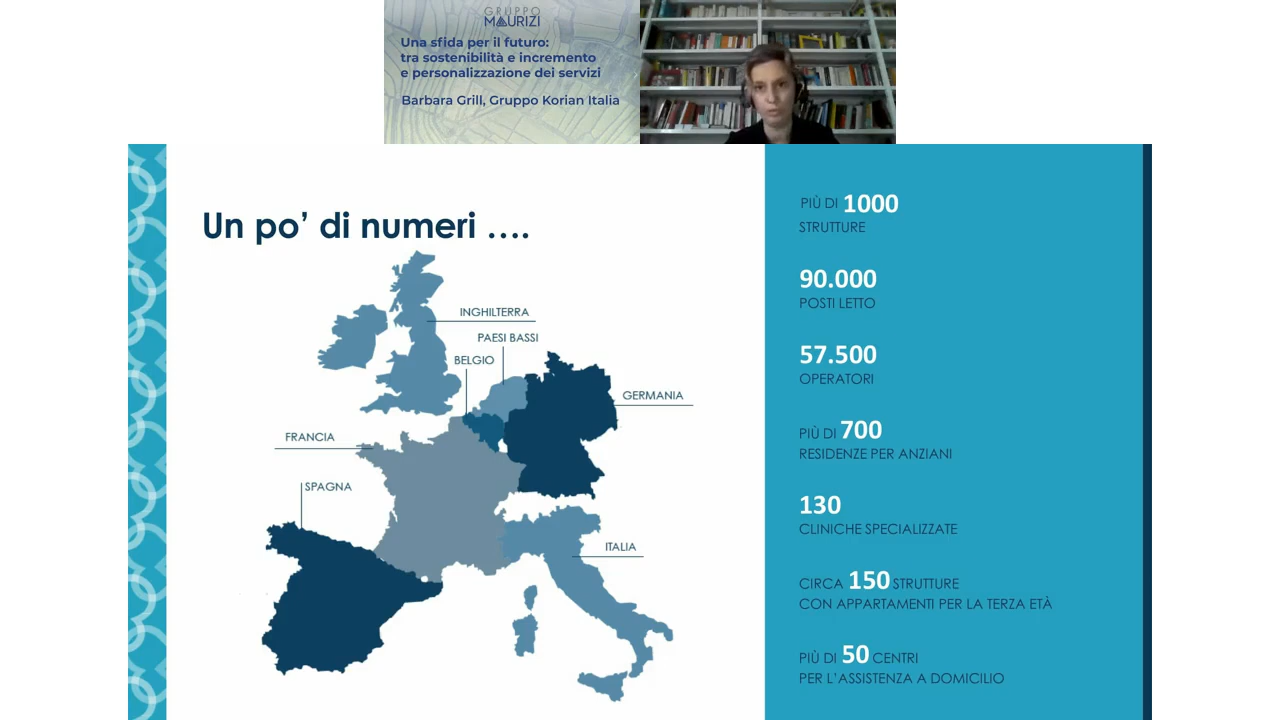 GRUPPO
MAURIZI
Una sfida per il futuro:
tra sostenibilità e incremento
e personalizzazione dei servizi
Barbara Grill, Gruppo Korian Italia
Un po’ di numeri ….
INGHILTERRA
PAESI BASSI
BELGIO
GERMANIA
FRANCIA
SPAGNA
ITALIA
PIÙ DI 1000
STRUTTURE
90.000
POSTI LETTO
57.500
OPERATORI
PIÙ DI 700
RESIDENZE PER ANZIANI
130
CLINICHE SPECIALIZZATE
CIRCA 150 STRUTTURE
CON APPARTAMENTI PER LA TERZA ETÀ
PIÙ DI 50 CENTRI
PER L’ASSISTENZA A DOMICILIO